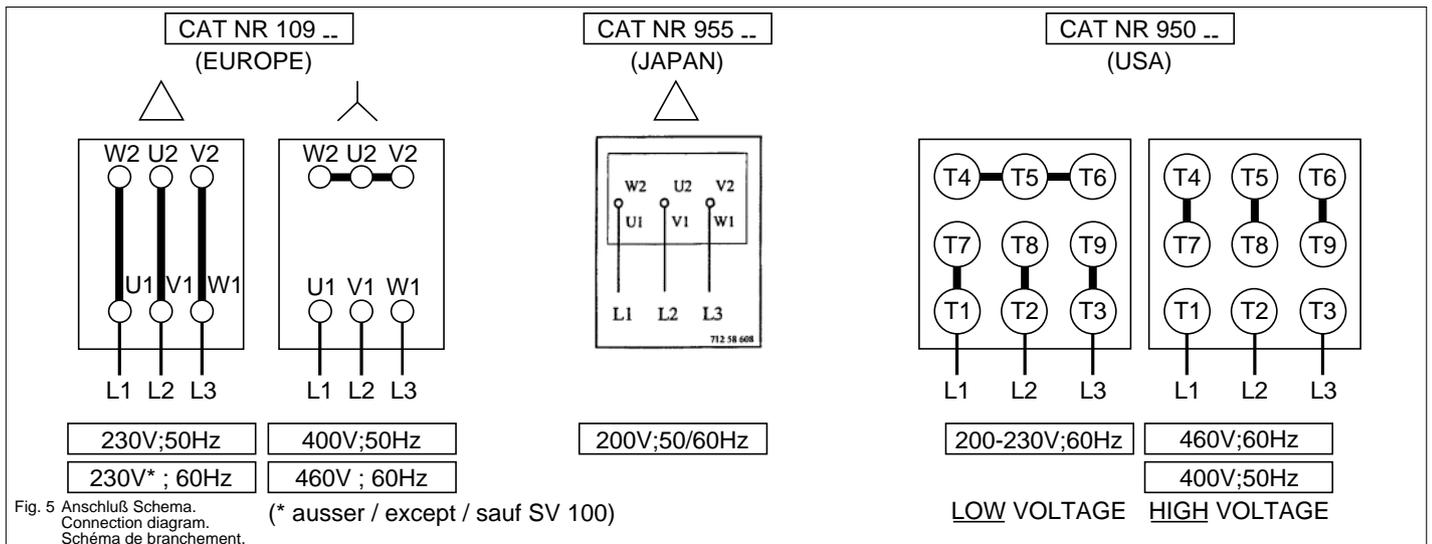 CAT NR 109 --
(EUROPE)
CAT NR 955 --
(JAPAN)
CAT NR 950 --
(USA)
W2 U2 V2
U1 V1 W1
L1 L2 L3
W2 U2 V2
U1 V1 W1
L1 L2 L3
W2 U2 V2
U1 V1 W1
L1 L2 L3
712 58 608
T4 T5 T6
T7 T8 T9
T1 T2 T3
L1 L2 L3
T4 T5 T6
T7 T8 T9
T1 T2 T3
L1 L2 L3
230V;50Hz
230V* ; 60Hz
400V;50Hz
460V ; 60Hz
200V;50/60Hz
200-230V;60Hz
460V;60Hz
400V;50Hz
LOW VOLTAGE HIGH VOLTAGE
(* ausser / except / sauf SV 100)
Fig. 5 Anschluß Schema.
Connection diagram.
Schéma de branchement.